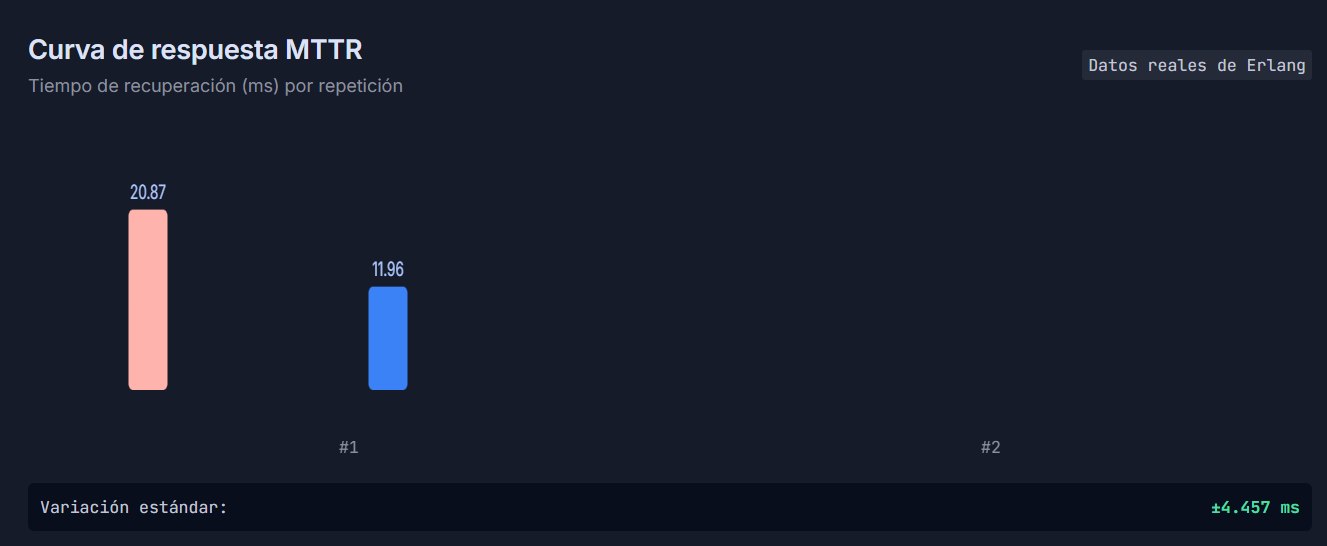 Curva de respuesta MTTR
Datos reales de Erlang
Tiempo de recuperación (ms) por repetición
20.87
11.96
#1
#2
Variación estándar:
±4.457 ms